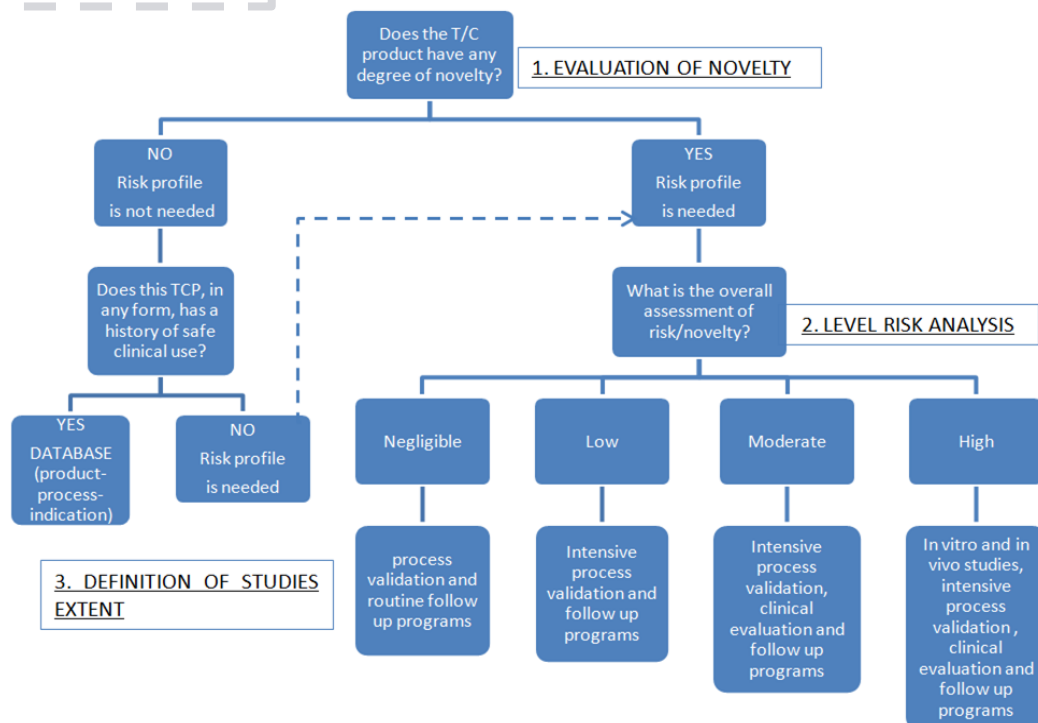 Does the T/C
product have any
degree of novelty?
1. EVALUATION OF NOVELTY
NO
Risk profile
is not needed
YES
Risk profile
is needed
Does this TCP, in
any form, has a
history of safe
clinical use?
What is the overall
assessment of
risk/novelty?
2. LEVEL RISK ANALYSIS
YES
DATABASE
(product-
process-
indication)
NO
Risk profile
is needed
Negligible
Low
Moderate
High
3. DEFINITION OF STUDIES
EXTENT
process
validation and
routine follow
up programs
Intensive
process
validation and
follow up
programs
Intensive
process
validation,
clinical
evaluation and
follow up
programs
In vitro and in
vivo studies,
intensive
process
validation ,
clinical
evaluation and
follow up
programs